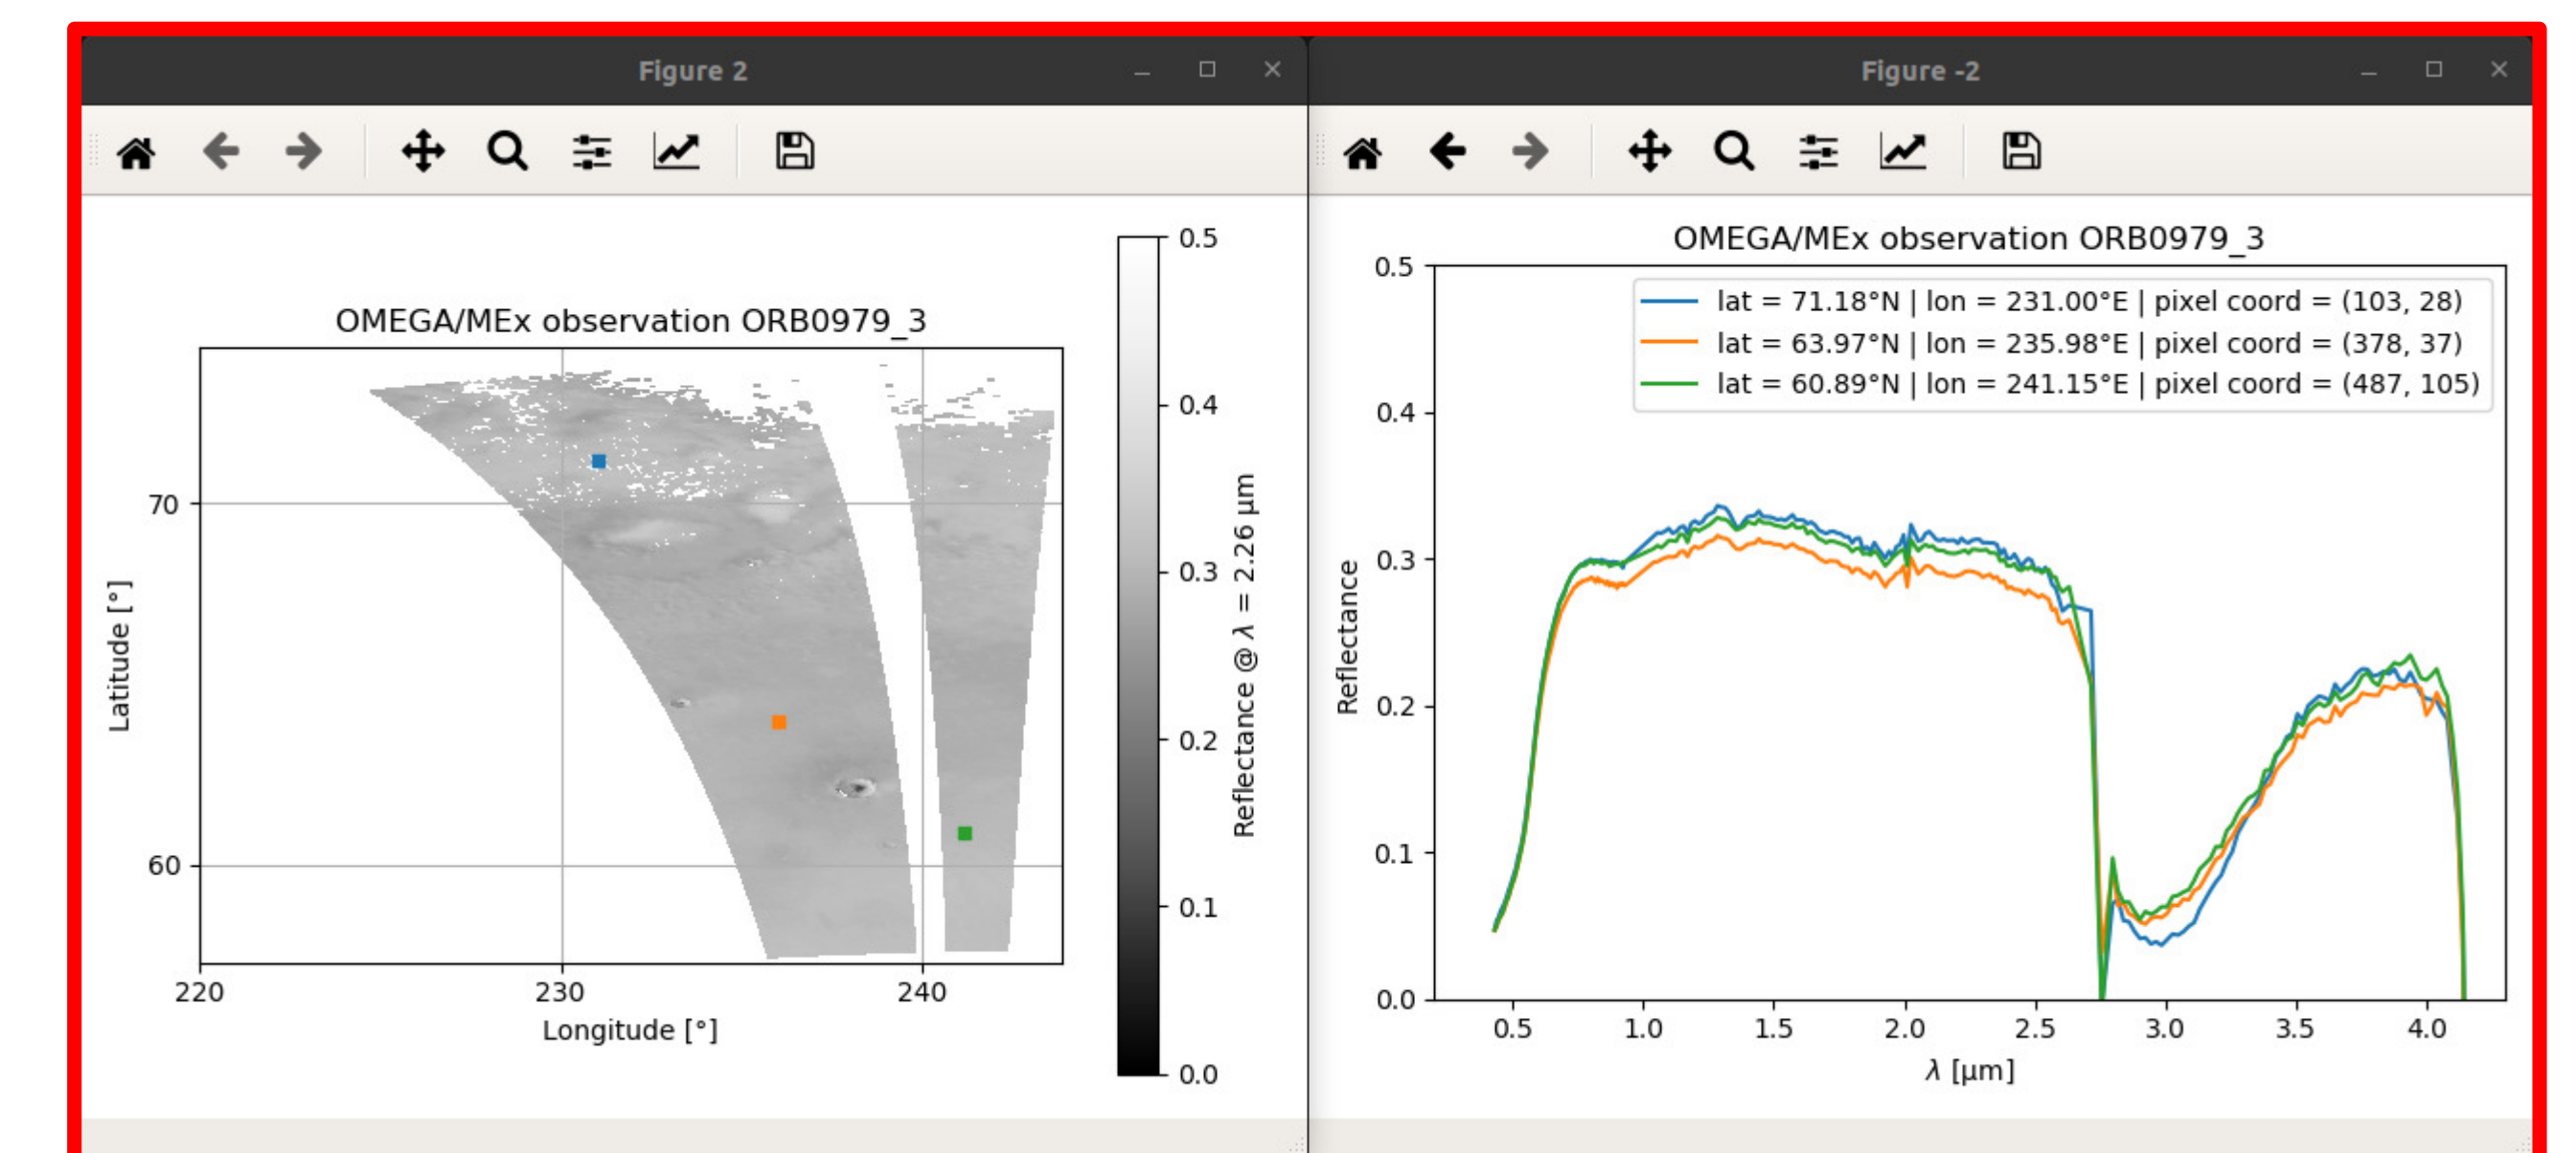 Figure 2
OMEGA/MEx observation ORB0979_3
70
60
Latitude [°]
220 230 240
Longitude [°]
0.5
0.4
0.3
0.2
0.1
0.0
Reflectance @ λ = 2.26 µm
Figure -2
OMEGA/MEx observation ORB0979_3
lat = 71.18°N | lon = 231.00°E | pixel coord = (103, 28)
lat = 63.97°N | lon = 235.98°E | pixel coord = (378, 37)
lat = 60.89°N | lon = 241.15°E | pixel coord = (487, 105)
0.5
0.4
0.3
0.2
0.1
0.0
Reflectance
0.5 1.0 1.5 2.0 2.5 3.0 3.5 4.0
λ [µm]